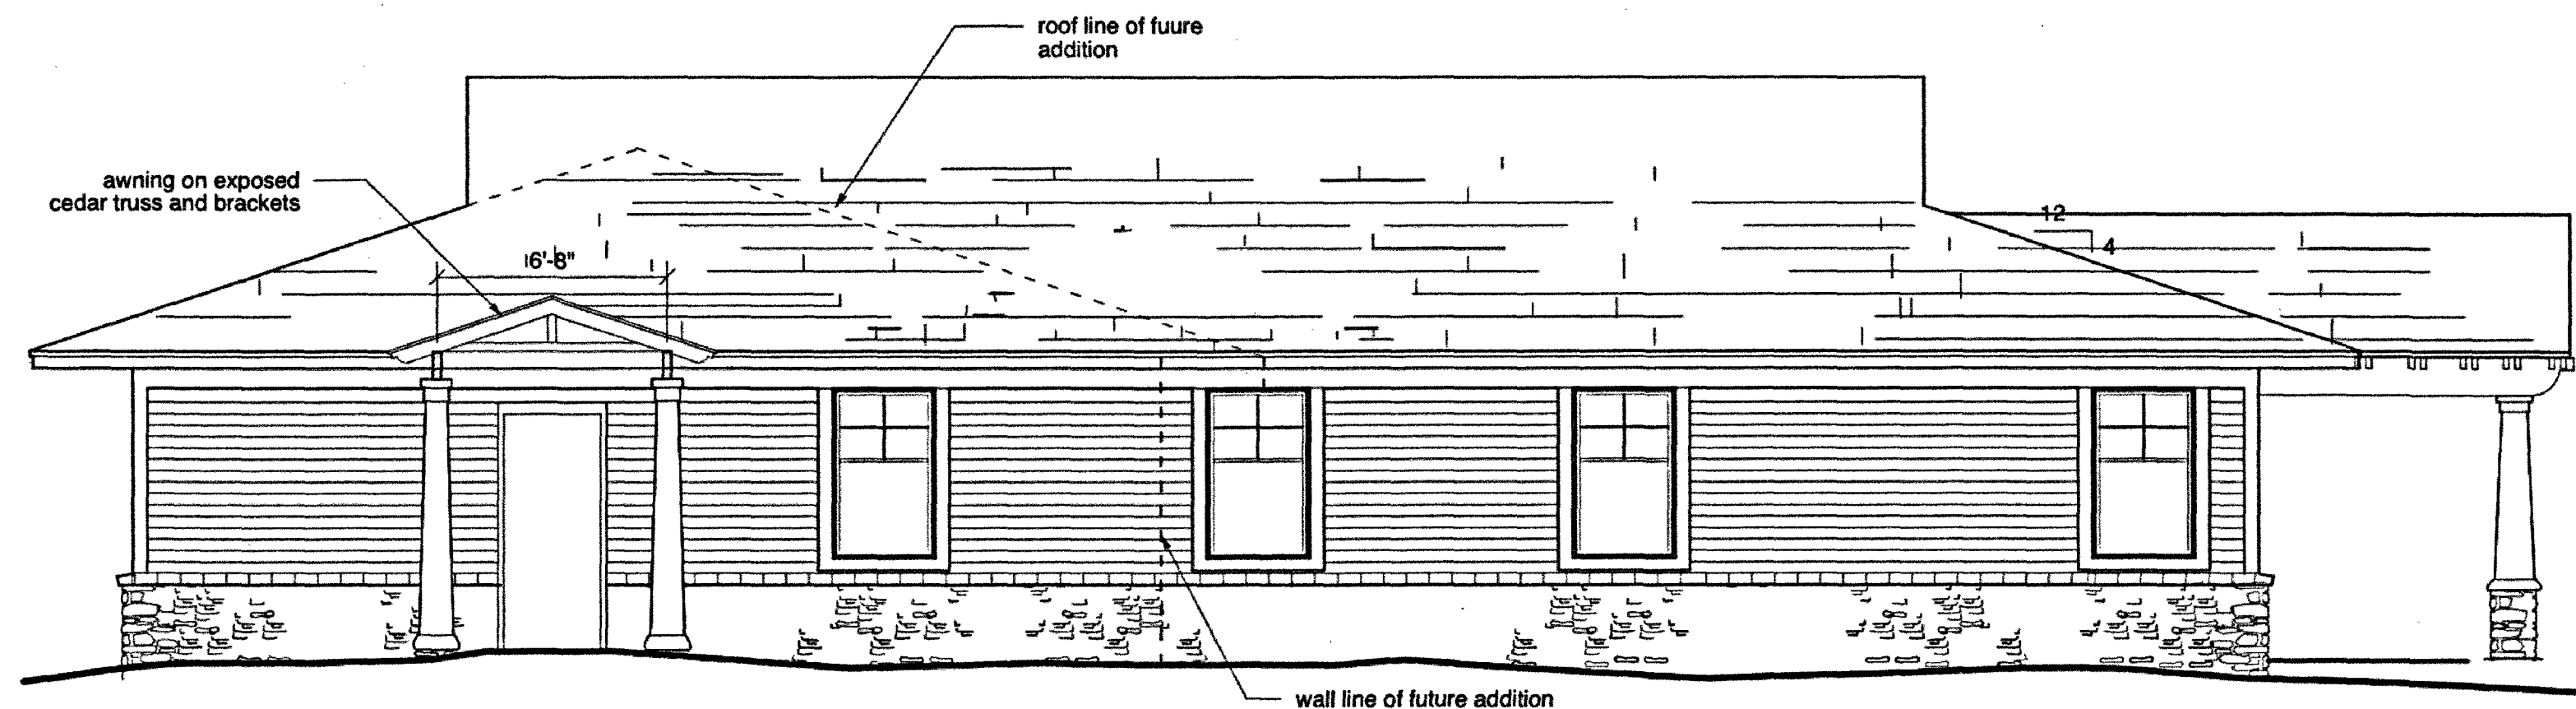 roof line of fuure
addition
awning on exposed
cedar truss and brackets
12
4
6'-8"
wall line of future addition